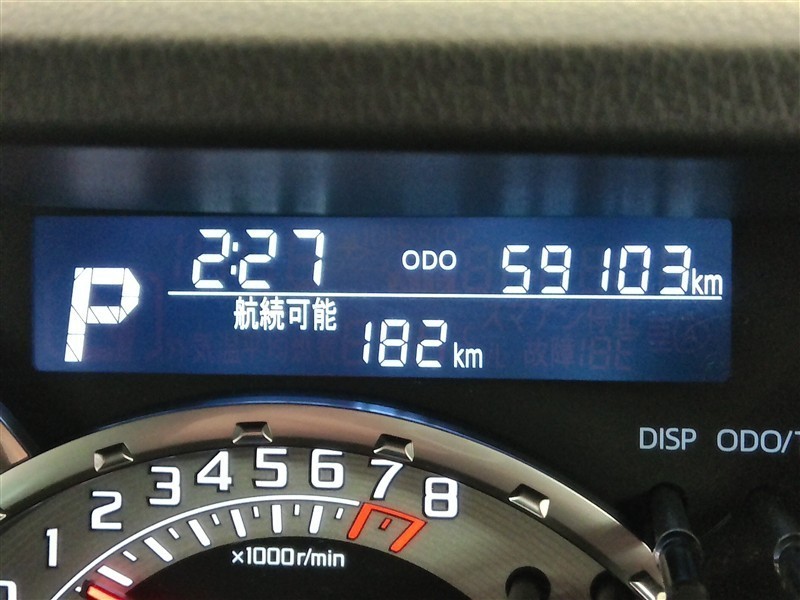 2:27 ODO 59103km
P
航続可能
182km
DISP ODO/T
1 2 3 4 5 6 7 8
x1000r/min